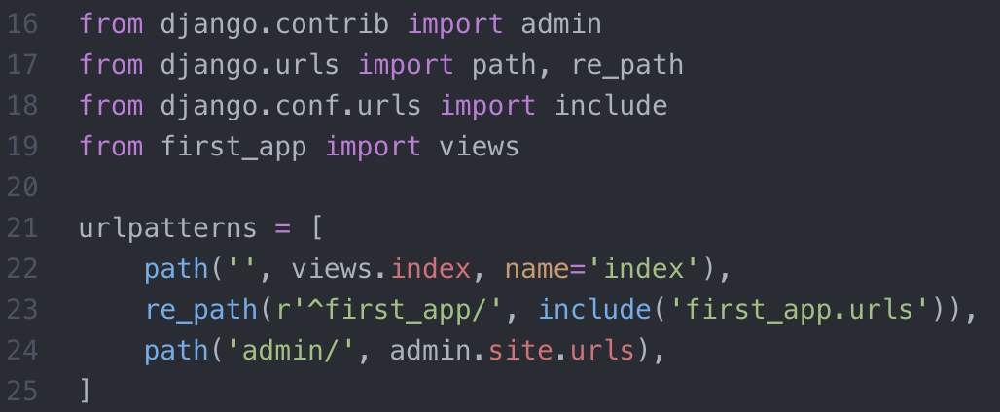 16 from django.contrib import admin
17 from django.urls import path, re_path
18 from django.conf.urls import include
19 from first_app import views
20
21 urlpatterns = [
22     path('', views.index, name='index'),
23     re_path(r'^first_app/', include('first_app.urls')),
24     path('admin/', admin.site.urls),
25 ]